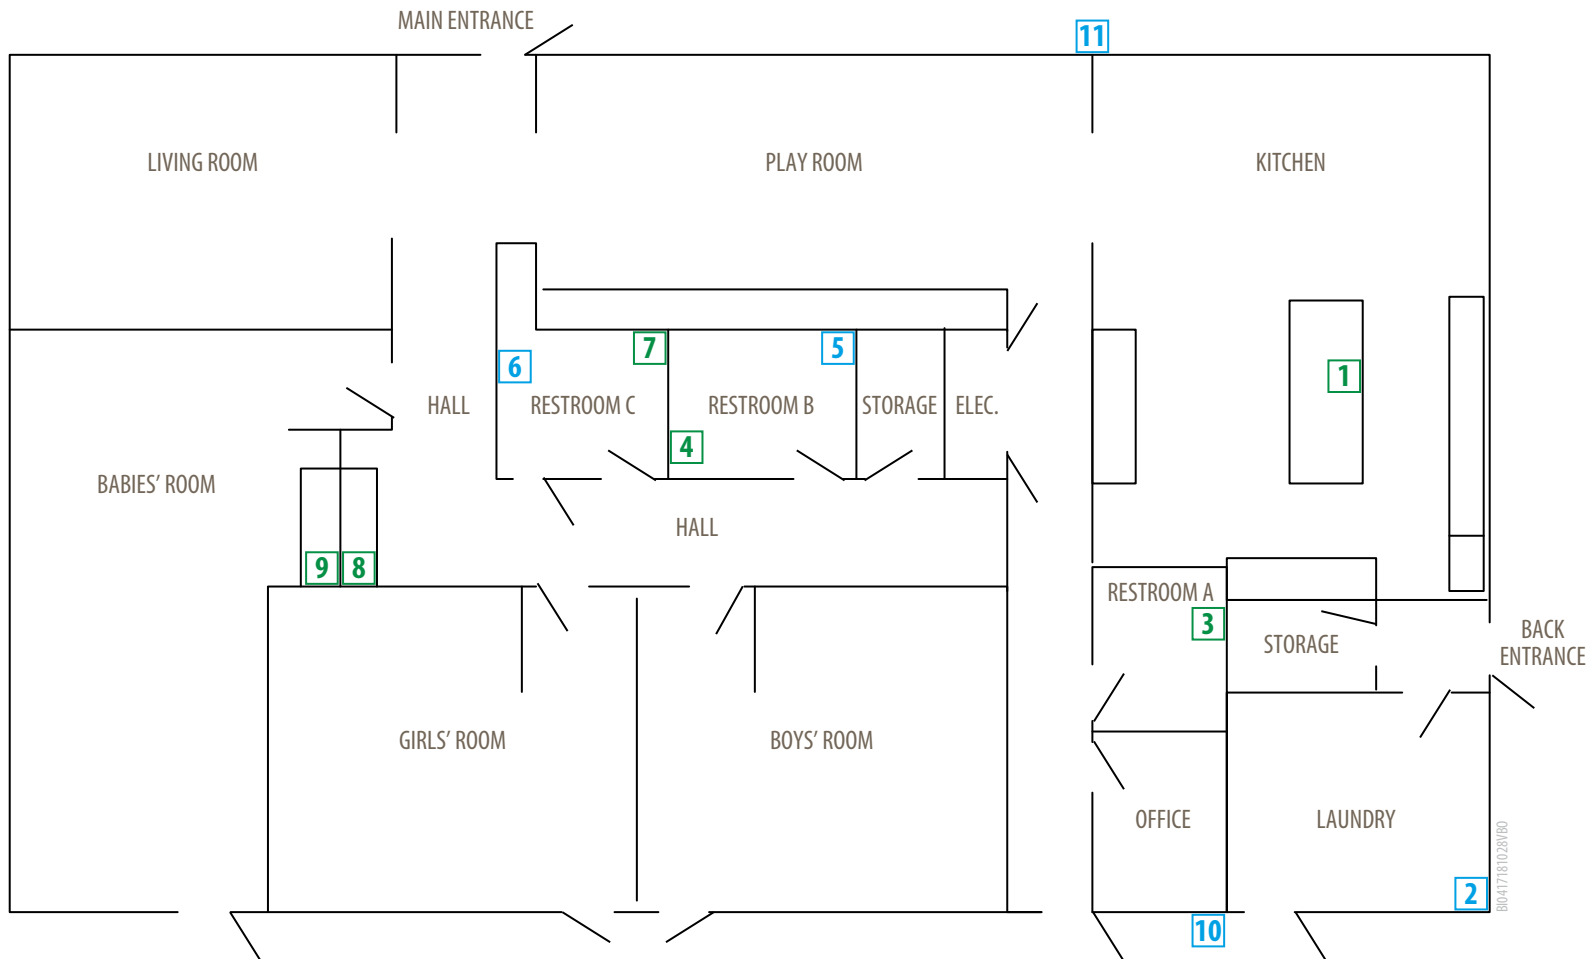 MAIN ENTRANCE
11
LIVING ROOM
PLAY ROOM
KITCHEN
7
5
6
1
HALL
RESTROOM C
RESTROOM B
STORAGE
ELEC.
4
BABIES' ROOM
HALL
9
8
RESTROOM A
3
STORAGE
BACK
ENTRANCE
GIRLS' ROOM
BOYS' ROOM
OFFICE
LAUNDRY
2
10
BI0417181028VB0